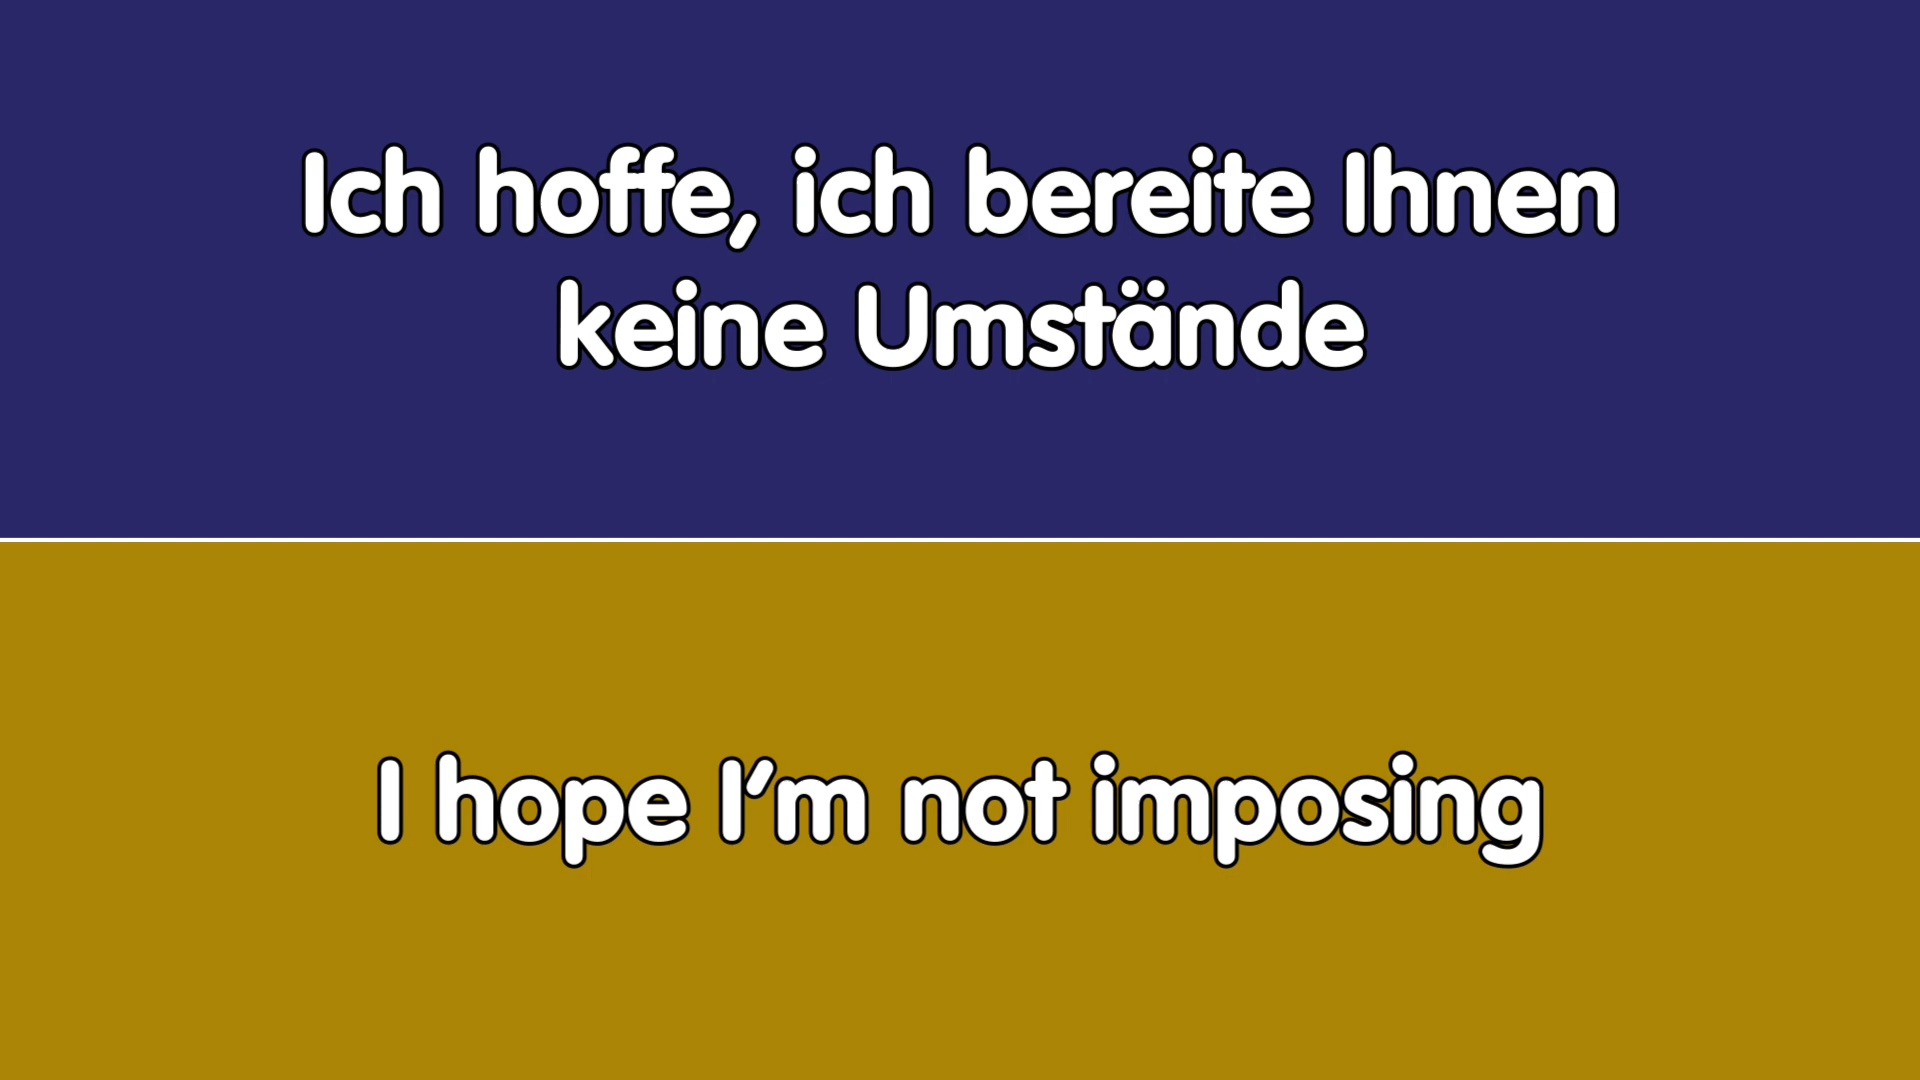 Ich hoffe, ich bereite Ihnen
keine Umstände
I hope I'm not imposing